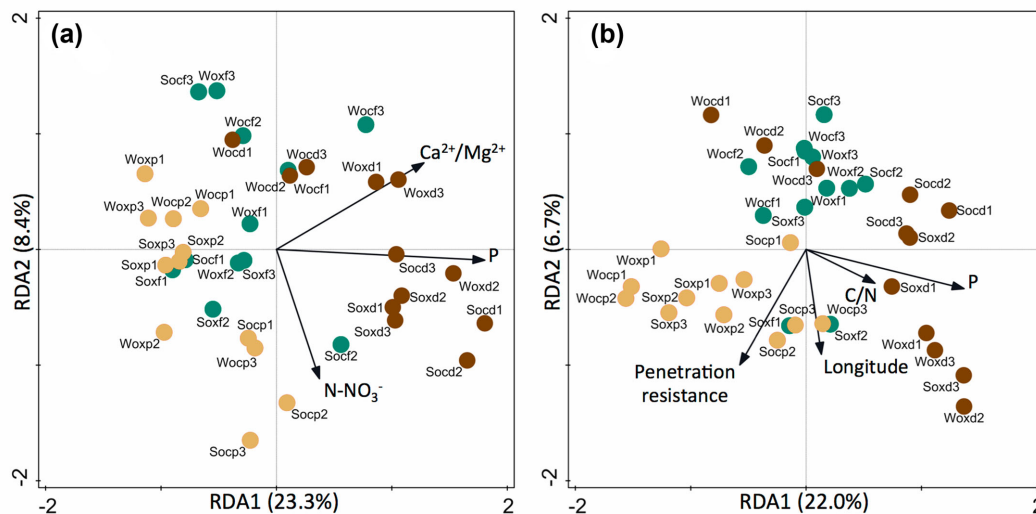 (a)
2
Socf3 Woxf3
Wocf3
Wocf2
Wocd1
Ca²⁺/Mg²⁺
Woxp1
Wocd3
Woxd1
Wocd2 Wocf1
Woxd3
Wocp1
Wocp2
Woxp3
Woxf1
Soxp2
Soxp3
Socf1
Soxp1
Soxf1
Woxf2 Soxf3
P
Socd3
Woxd2
Soxd2
Soxd1
Socd1
Soxd3
Soxf2
Socp1
Woxp2
Wocp3
Socf2
Socd2
N-NO₃⁻
Socp2
Socp3
RDA2 (8.4%)
-2
-2
RDA1 (23.3%)
2
(b)
2
Wocd1
Socf3
Wocd2
Wocf3
Wocf2
Socf1
Woxf3
Wocd3
Woxf2
Socf2
Socd2
Wocf1
Woxf1
Soxf3
Socd3
Socd1
Soxd2
Socp1
Woxp1
P
Wocp1
Soxp1
Woxp3
C/N
Soxd1
Wocp2
Soxp2
Soxp3
Woxp2
Socp3
Wocp3
Soxf1
Soxf2
Socp2
Woxd1
Woxd3
Penetration
resistance
Longitude
Soxd3
Woxd2
RDA2 (6.7%)
-2
-2
RDA1 (22.0%)
2